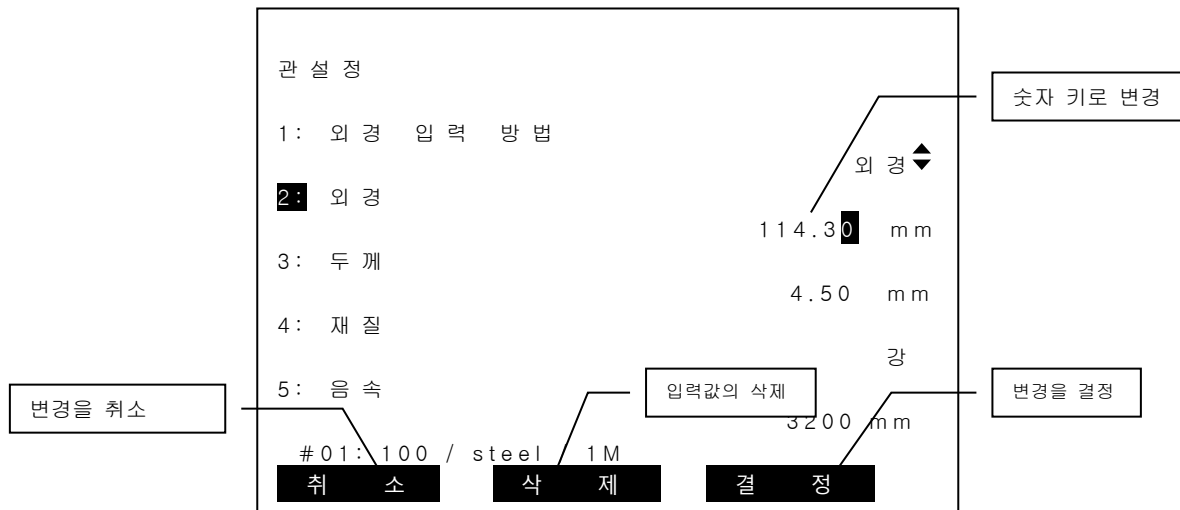 관 설 정
숫자 키로 변경
1: 외 경 입 력 방 법
외 경
2: 외 경
114.30 mm
3: 두 께
4.50 mm
4: 재 질
강
5: 음 속
3200 mm
입력값의 삭제
변경을 결정
변경을 취소
#01: 100 / steel / 1M
취 소
삭 제
결 정